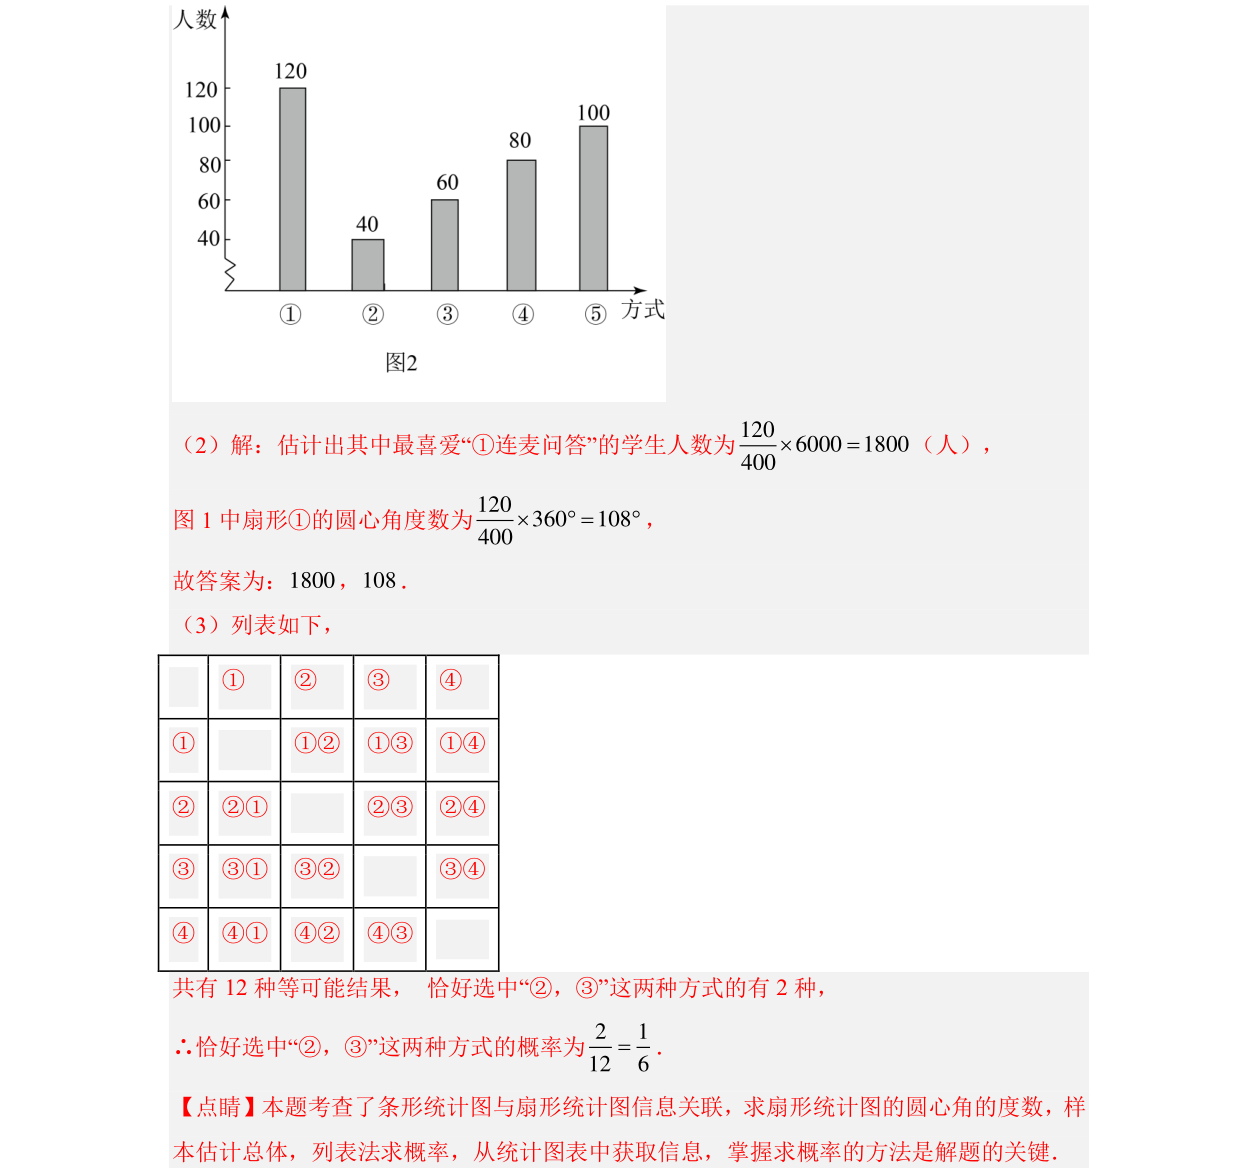 人数
120
120
100
100
80
80
60
60
40
40
① ② ③ ④ ⑤ 方式
图2
（2）解：估计出其中最喜爱“①连麦问答”的学生人数为120/400×6000=1800（人），
图 1 中扇形①的圆心角度数为120/400×360°=108°，
故答案为：1800，108．
（3）列表如下，
① ② ③ ④
① ①② ①③ ①④
② ②① ②③ ②④
③ ③① ③② ③④
④ ④① ④② ④③
共有 12 种等可能结果， 恰好选中“②，③”这两种方式的有 2 种，
∴恰好选中“②，③”这两种方式的概率为2/12=1/6．
【点睛】本题考查了条形统计图与扇形统计图信息关联，求扇形统计图的圆心角的度数，样
本估计总体，列表法求概率，从统计图表中获取信息，掌握求概率的方法是解题的关键．